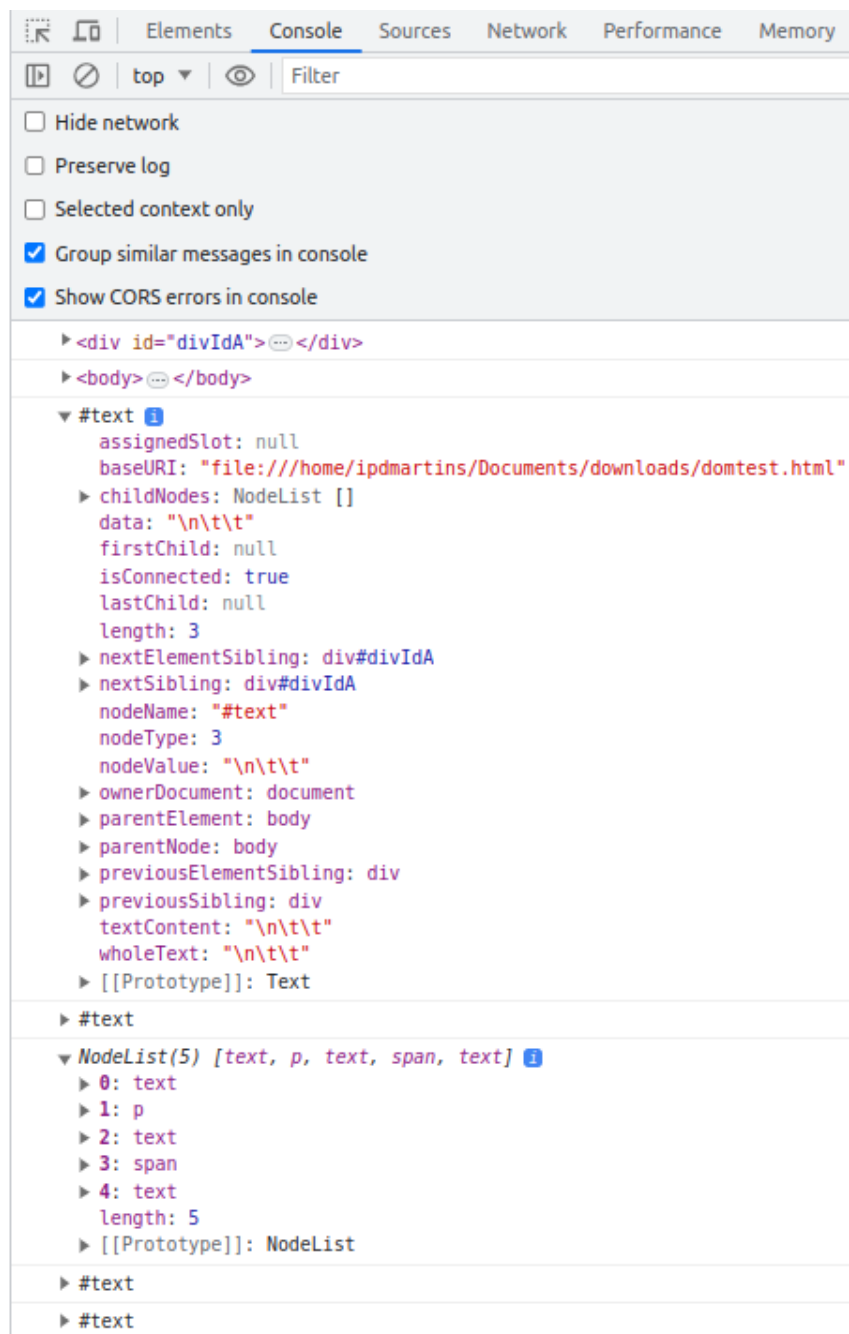 Elements Console Sources Network Performance Memory
top Filter
Hide network
Preserve log
Selected context only
Group similar messages in console
Show CORS errors in console
<div id="divIdA">…</div>
<body>…</body>
#text i
assignedSlot: null
baseURI: "file:///home/ipdmartins/Documents/downloads/domtest.html"
childNodes: NodeList []
data: "\n\t\t"
firstChild: null
isConnected: true
lastChild: null
length: 3
nextElementSibling: div#divIdA
nextSibling: div#divIdA
nodeName: "#text"
nodeType: 3
nodeValue: "\n\t\t"
ownerDocument: document
parentElement: body
parentNode: body
previousElementSibling: div
previousSibling: div
textContent: "\n\t\t"
wholeText: "\n\t\t"
[[Prototype]]: Text
#text
NodeList(5) [text, p, text, span, text] i
0: text
1: p
2: text
3: span
4: text
length: 5
[[Prototype]]: NodeList
#text
#text